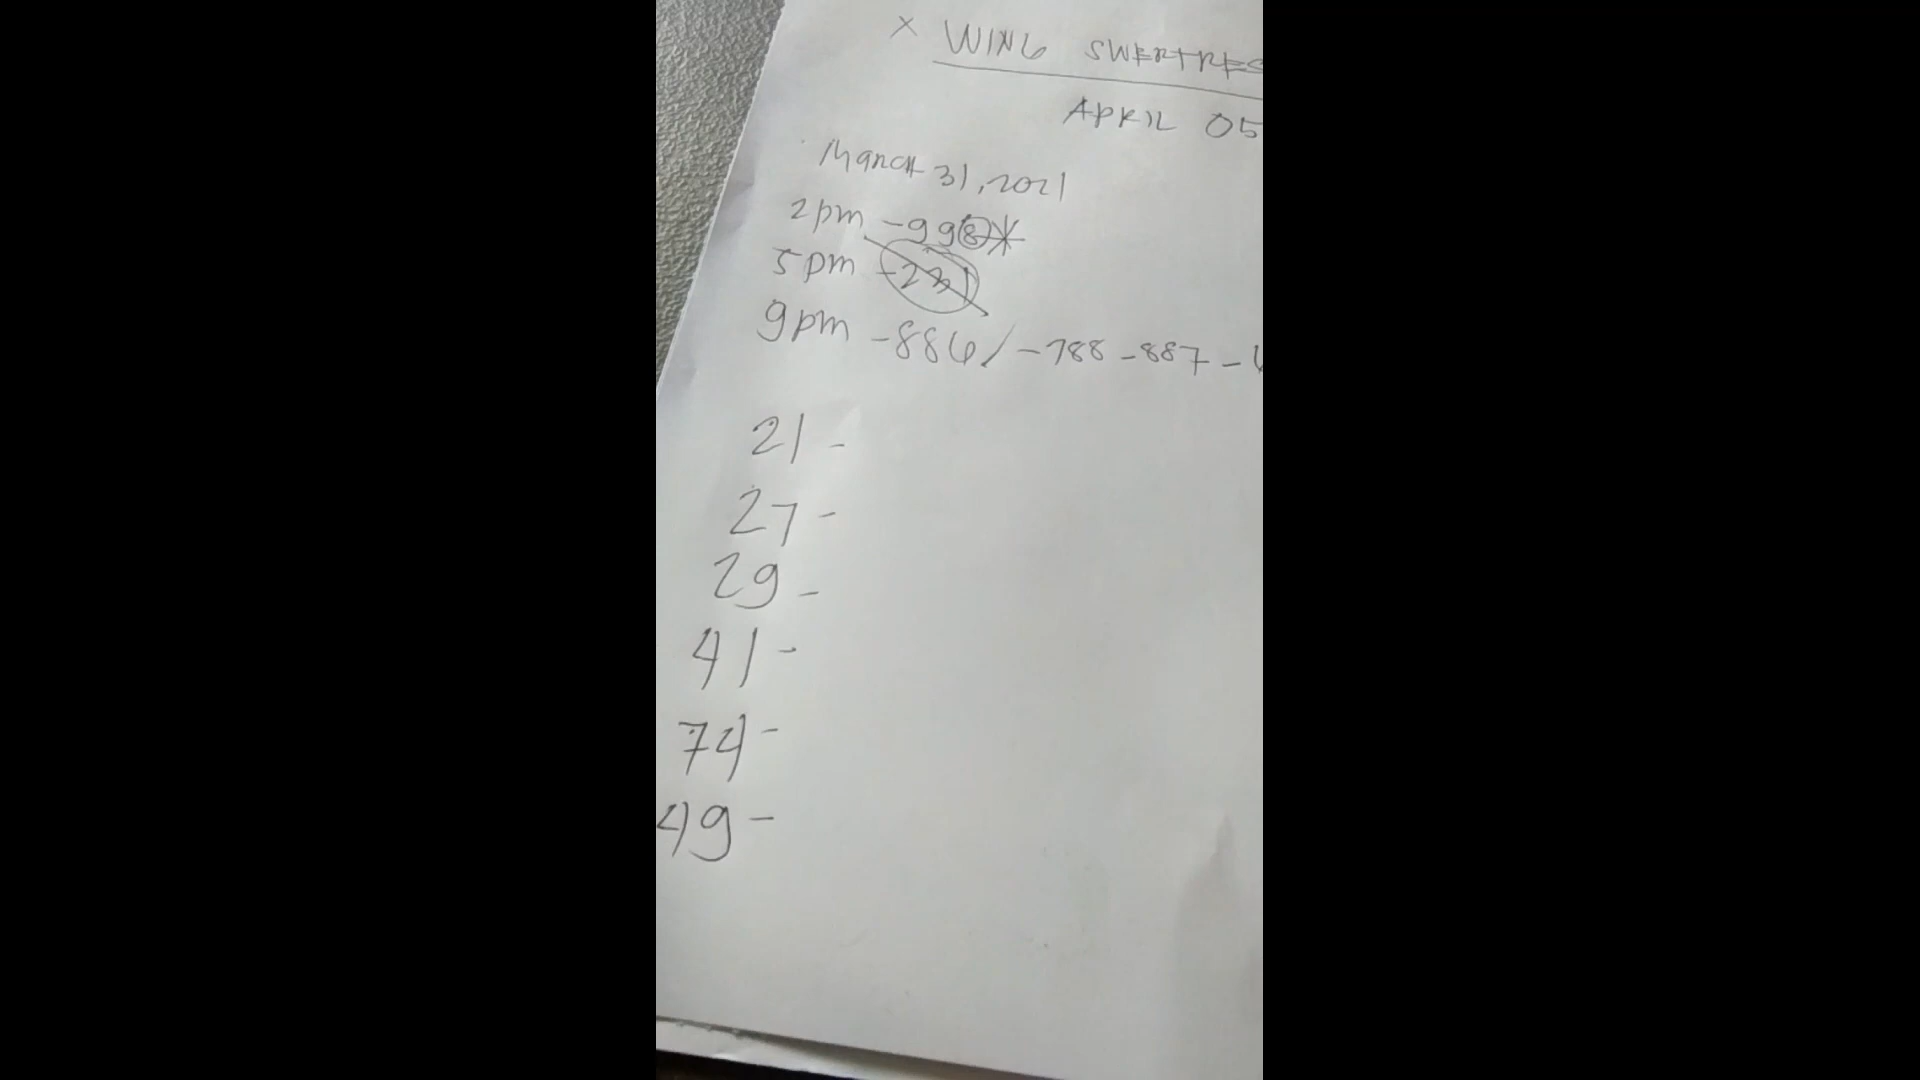 X WING SWERTRES
APRIL 05
March 31, 2021
2pm - 998
5pm - 231
9pm - 886 / - 788 - 887 -
21 -
27 -
29 -
41 -
74 -
49 -